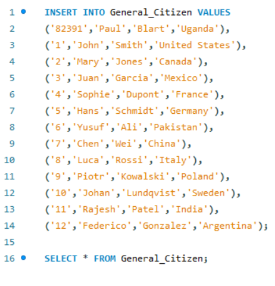 1 INSERT INTO General_Citizen VALUES
2 ('82391','Paul','Blart','Uganda'),
3 ('1','John','Smith','United States'),
4 ('2','Mary','Jones','Canada'),
5 ('3','Juan','Garcia','Mexico'),
6 ('4','Sophie','Dupont','France'),
7 ('5','Hans','Schmidt','Germany'),
8 ('6','Yusuf','Ali','Pakistan'),
9 ('7','Chen','Wei','China'),
10 ('8','Luca','Rossi','Italy'),
11 ('9','Piotr','Kowalski','Poland'),
12 ('10','Johan','Lundqvist','Sweden'),
13 ('11','Rajesh','Patel','India'),
14 ('12','Federico','Gonzalez','Argentina');
15
16 SELECT * FROM General_Citizen;